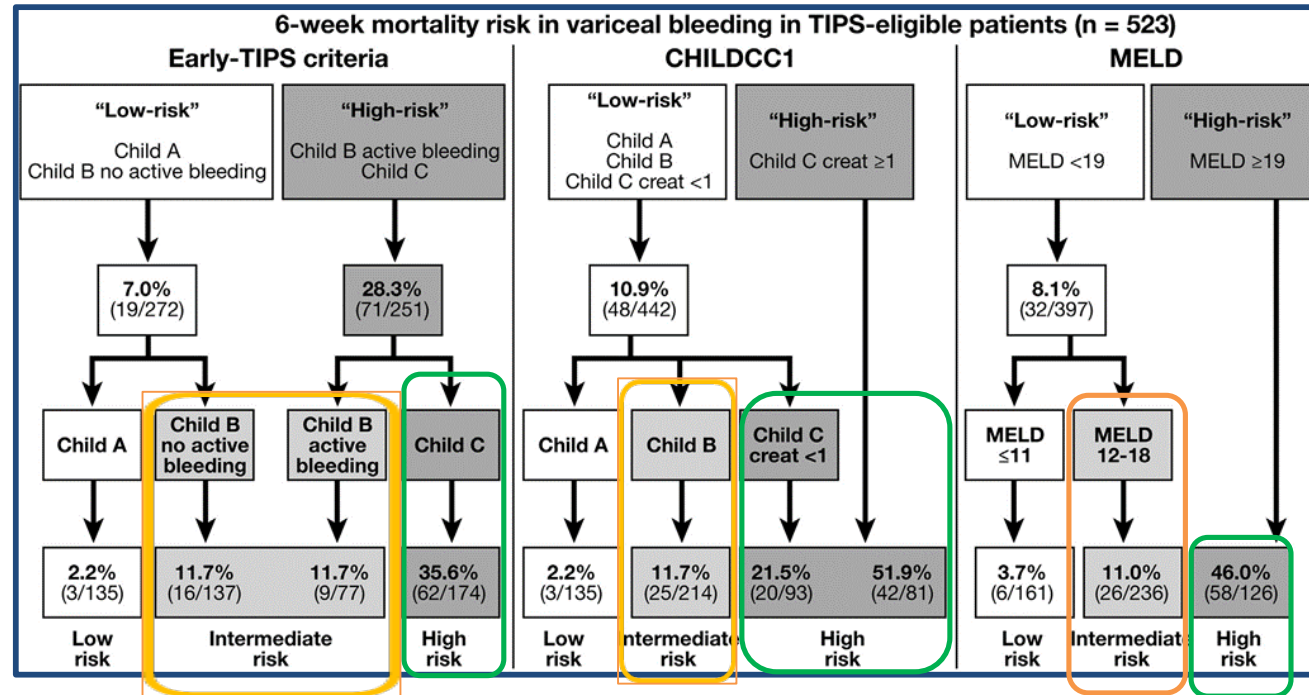 6-week mortality risk in variceal bleeding in TIPS-eligible patients (n = 523)
Early-TIPS criteria
"Low-risk"
Child A
Child B no active bleeding
"High-risk"
Child B active bleeding
Child C
7.0%
(19/272)
28.3%
(71/251)
Child A
Child B
no active
bleeding
Child B
active
bleeding
Child C
2.2%
(3/135)
11.7%
(16/137)
11.7%
(9/77)
35.6%
(62/174)
Low
risk
Intermediate
risk
High
risk
CHILDCC1
"Low-risk"
Child A
Child B
Child C creat <1
"High-risk"
Child C creat ≥1
10.9%
(48/442)
Child A
Child B
Child C
creat <1
2.2%
(3/135)
11.7%
(25/214)
21.5%
(20/93)
51.9%
(42/81)
Low
risk
Intermediate
risk
High
risk
MELD
"Low-risk"
MELD <19
"High-risk"
MELD ≥19
8.1%
(32/397)
MELD
≤11
MELD
12-18
3.7%
(6/161)
11.0%
(26/236)
46.0%
(58/126)
Low
risk
Intermediate
risk
High
risk